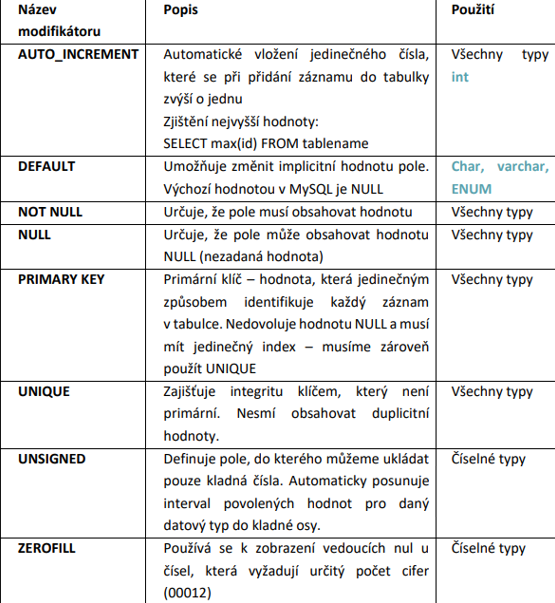 Název
modifikátoru
Popis
Použití
AUTO_INCREMENT
Automatické vložení jedinečného čísla,
které se při přidání záznamu do tabulky
zvýší o jednu
Zjištění nejvyšší hodnoty:
SELECT max(id) FROM tablename
Všechny typy
int
DEFAULT
Umožňuje změnit implicitní hodnotu pole.
Výchozí hodnotou v MySQL je NULL
Char, varchar,
ENUM
NOT NULL
Určuje, že pole musí obsahovat hodnotu
Všechny typy
NULL
Určuje, že pole může obsahovat hodnotu
NULL (nezadaná hodnota)
Všechny typy
PRIMARY KEY
Primární klíč – hodnota, která jedinečným
způsobem identifikuje každý záznam
v tabulce. Nedovoluje hodnotu NULL a musí
mít jedinečný index – musíme zároveň
použít UNIQUE
Všechny typy
UNIQUE
Zajišťuje integritu klíčem, který není
primární. Nesmí obsahovat duplicitní
hodnoty.
Všechny typy
UNSIGNED
Definuje pole, do kterého můžeme ukládat
pouze kladná čísla. Automaticky posunuje
interval povolených hodnot pro daný
datový typ do kladné osy.
Číselné typy
ZEROFILL
Používá se k zobrazení vedoucích nul u
čísel, která vyžadují určitý počet cifer
(00012)
Číselné typy